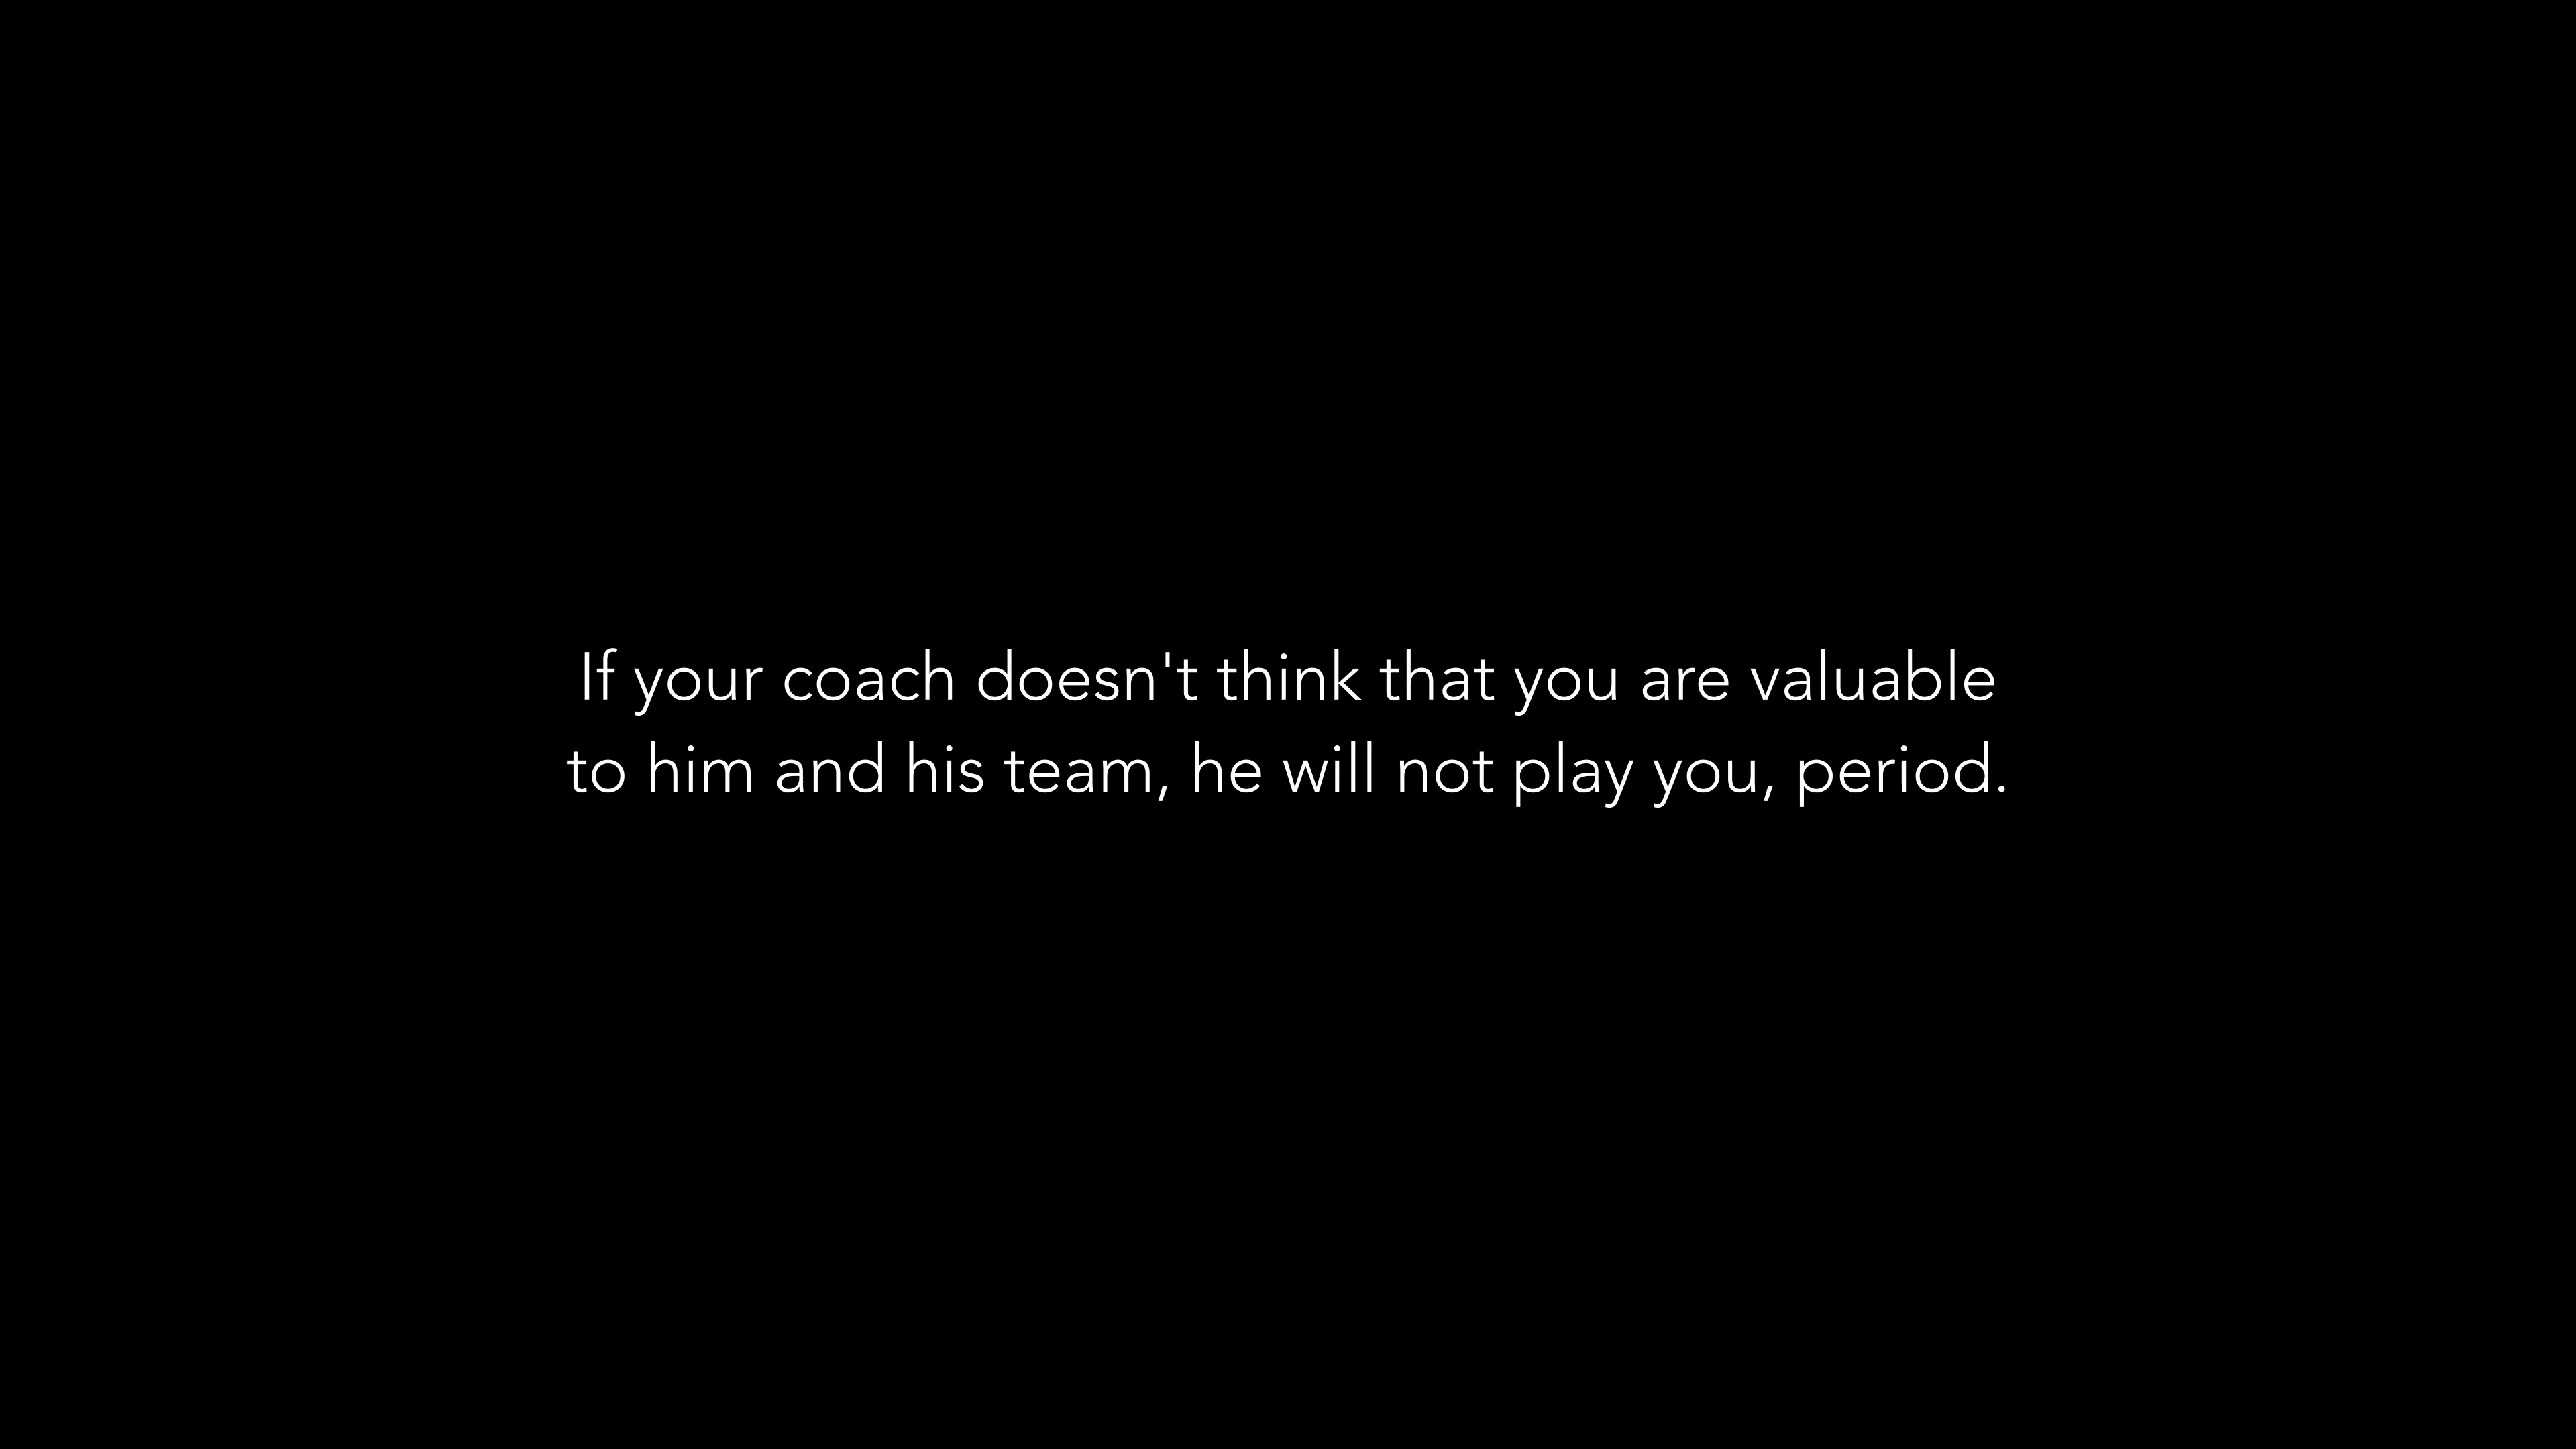 If your coach doesn't think that you are valuable
to him and his team, he will not play you, period.